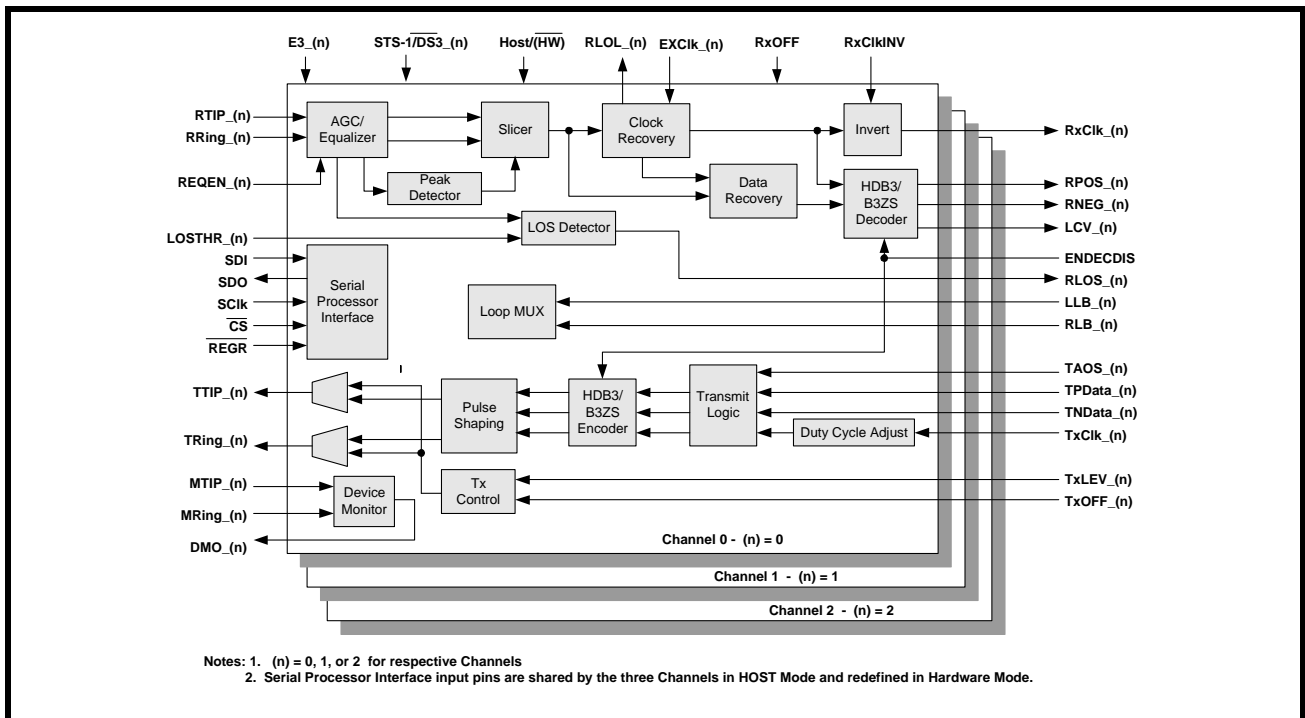 E3_(n)
STS-1/DS3_(n)
Host/(HW)
RLOL_(n)
EXClk_(n)
RxOFF
RxClkINV
RTIP_(n)
RRing_(n)
REQEN_(n)
LOSTHR_(n)
SDI
SDO
SClk
CS
REGR
TTIP_(n)
TRing_(n)
MTIP_(n)
MRing_(n)
DMO_(n)
AGC/
Equalizer
Peak
Detector
Slicer
LOS Detector
Clock
Recovery
Data
Recovery
Invert
HDB3/
B3ZS
Decoder
Serial
Processor
Interface
Loop MUX
Pulse
Shaping
HDB3/
B3ZS
Encoder
Transmit
Logic
Duty Cycle Adjust
Tx
Control
Device
Monitor
RxClk_(n)
RPOS_(n)
RNEG_(n)
LCV_(n)
ENDECDIS
RLOS_(n)
LLB_(n)
RLB_(n)
TAOS_(n)
TPData_(n)
TNData_(n)
TxClk_(n)
TxLEV_(n)
TxOFF_(n)
Channel 0 - (n) = 0
Channel 1 - (n) = 1
Channel 2 - (n) = 2
Notes: 1. (n) = 0, 1, or 2 for respective Channels
2. Serial Processor Interface input pins are shared by the three Channels in HOST Mode and redefined in Hardware Mode.